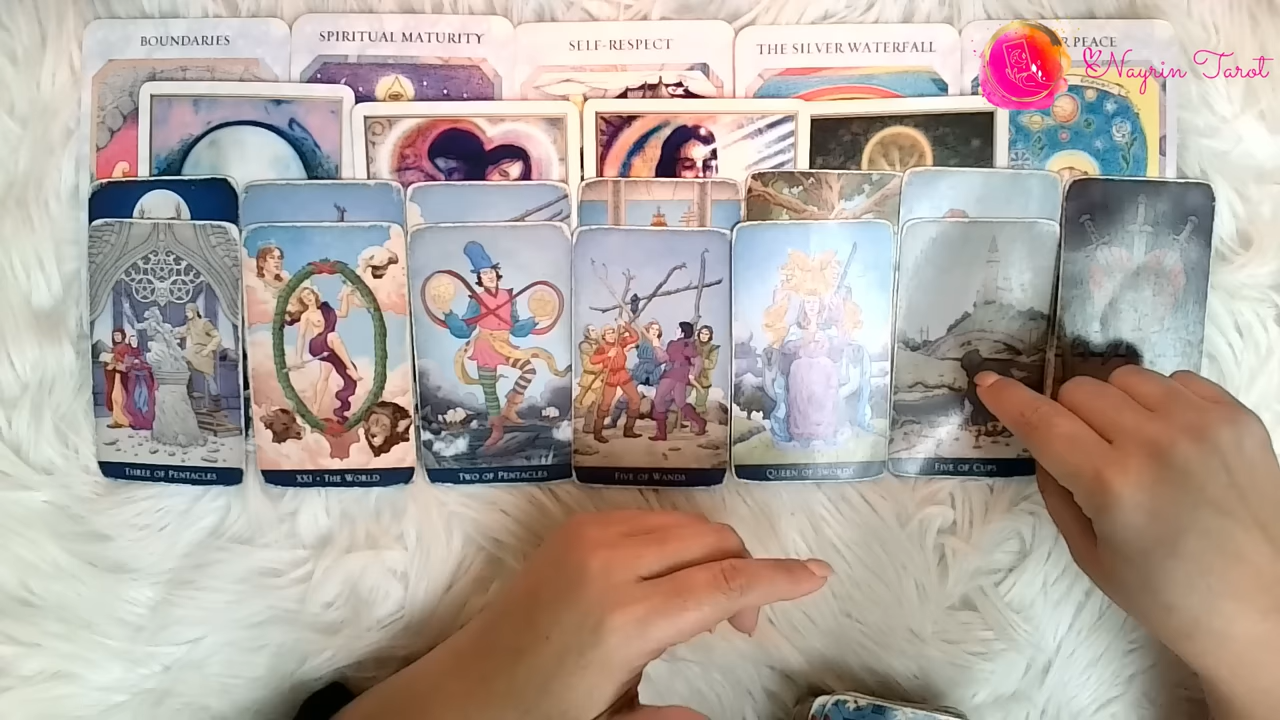 BOUNDARIES
SPIRITUAL MATURITY
SELF-RESPECT
THE SILVER WATERFALL
PEACE
Nayrin Tarot
THREE OF PENTACLES
XXI • THE WORLD
TWO OF PENTACLES
FIVE OF WANDS
QUEEN OF SWORDS
FIVE OF CUPS